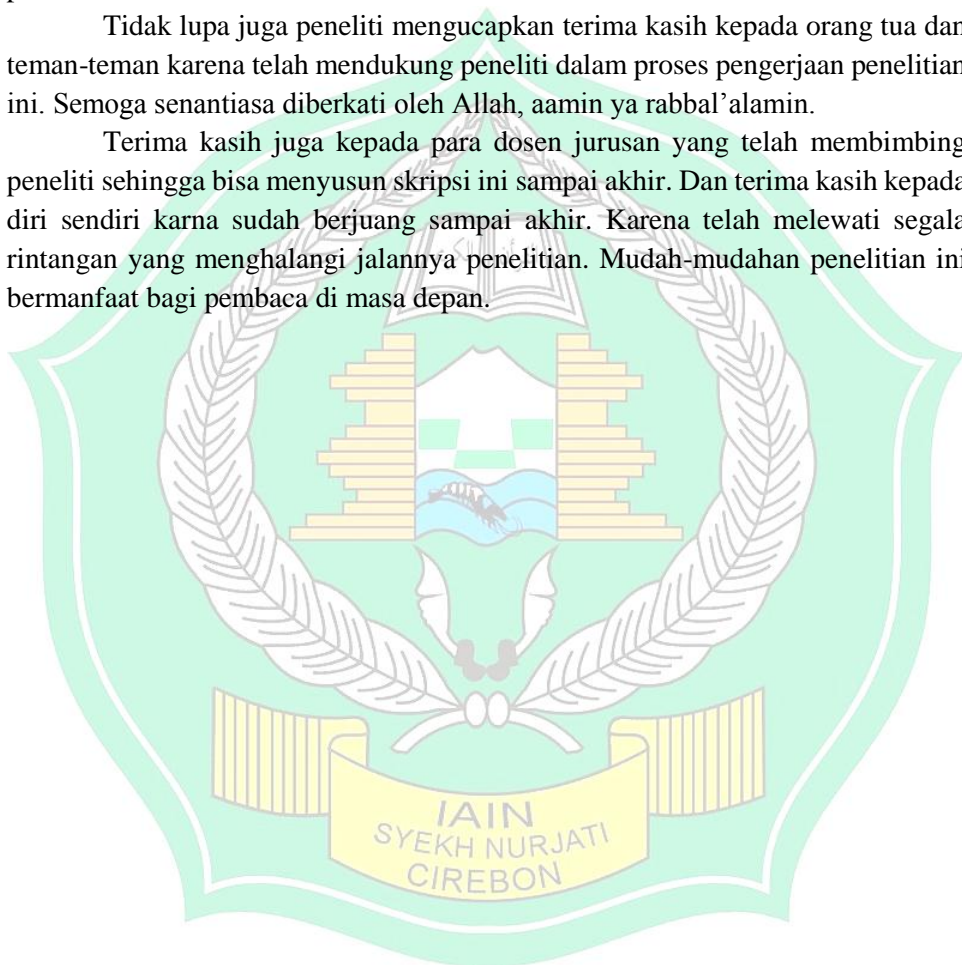 Tidak lupa juga peneliti mengucapkan terima kasih kepada orang tua dan
teman-teman karena telah mendukung peneliti dalam proses pengerjaan penelitian
ini. Semoga senantiasa diberkati oleh Allah, aamin ya rabbal’alamin.
Terima kasih juga kepada para dosen jurusan yang telah membimbing
peneliti sehingga bisa menyusun skripsi ini sampai akhir. Dan terima kasih kepada
diri sendiri karna sudah berjuang sampai akhir. Karena telah melewati segala
rintangan yang menghalangi jalannya penelitian. Mudah-mudahan penelitian ini
bermanfaat bagi pembaca di masa depan.
IAIN
SYEKH NURJATI
CIREBON